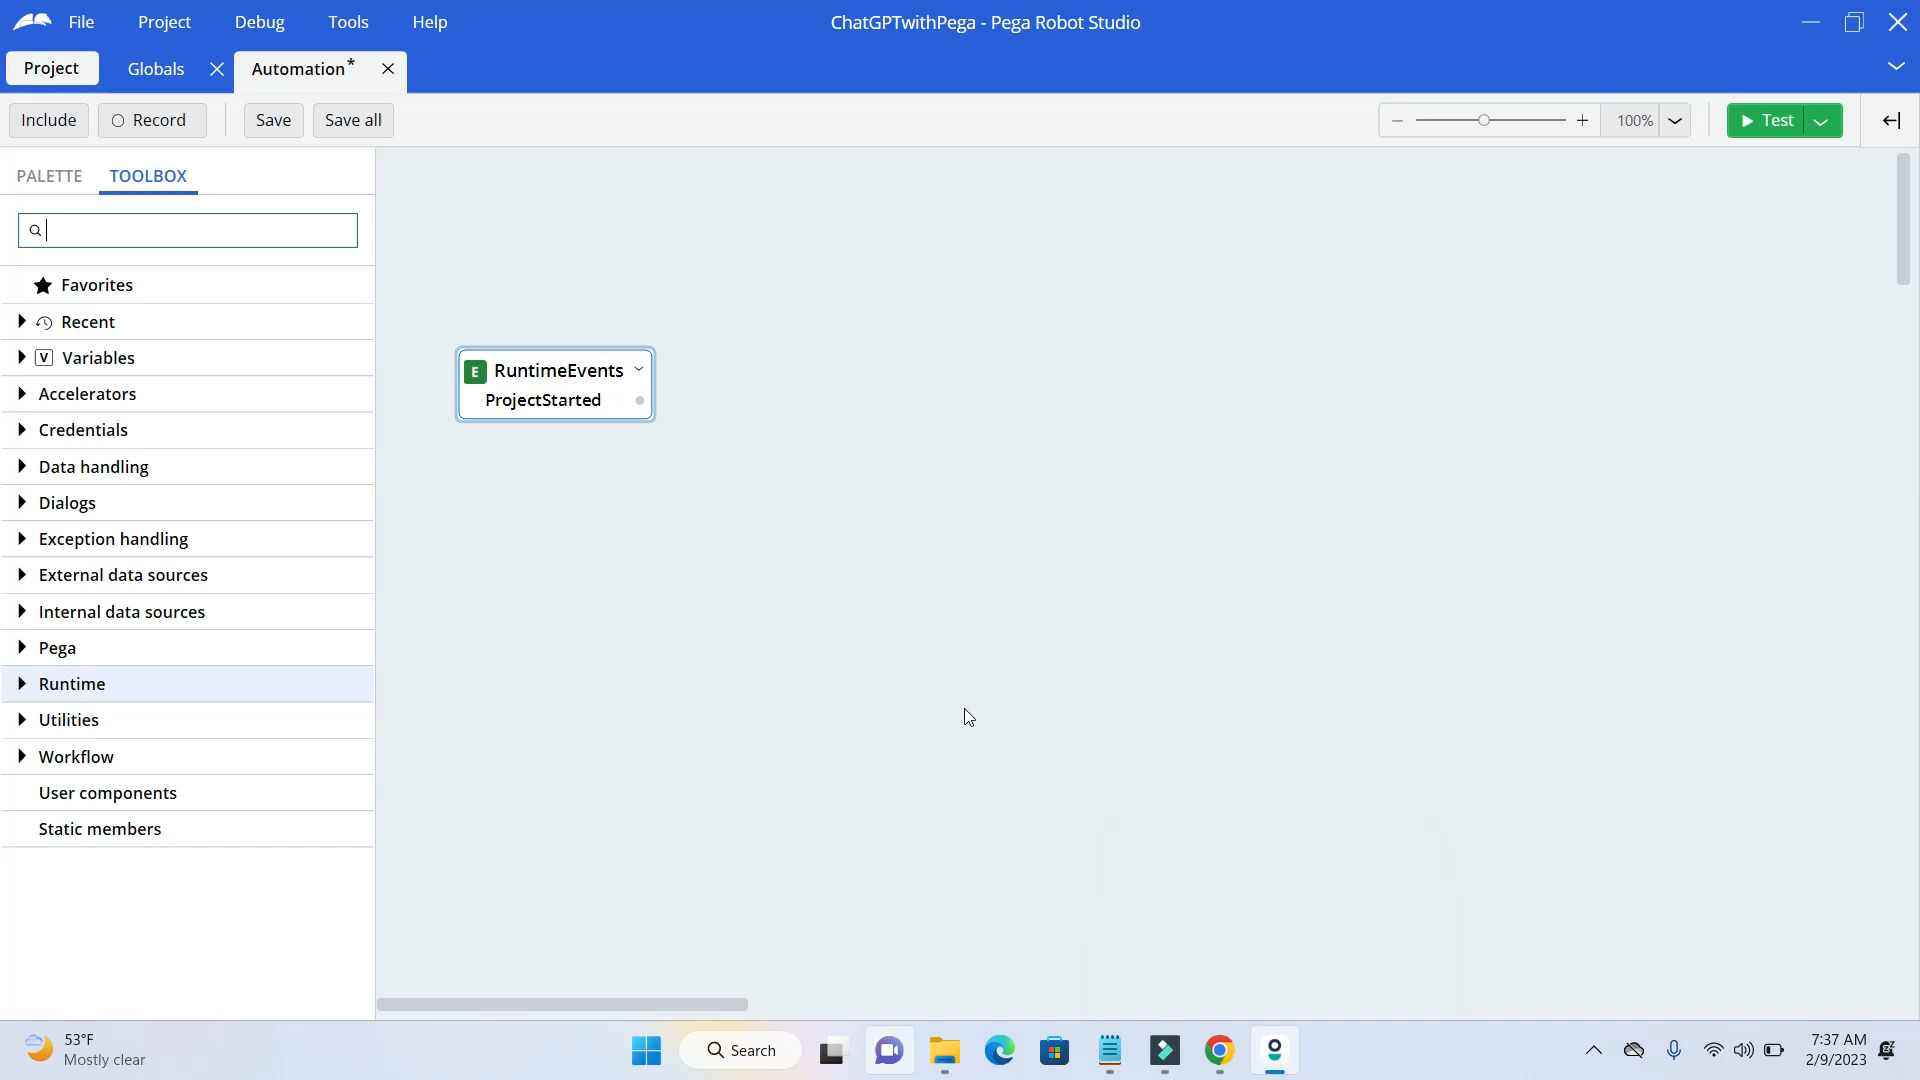 File Project Debug Tools Help ChatGPTwithPega - Pega Robot Studio
Project Globals Automation*
Include Record Save Save all 100% Test
PALETTE TOOLBOX
Favorites
Recent
V Variables
Accelerators
Credentials
Data handling
Dialogs
Exception handling
External data sources
Internal data sources
Pega
Runtime
Utilities
Workflow
User components
Static members
E RuntimeEvents
ProjectStarted
53°F
Mostly clear
Search
7:37 AM
2/9/2023